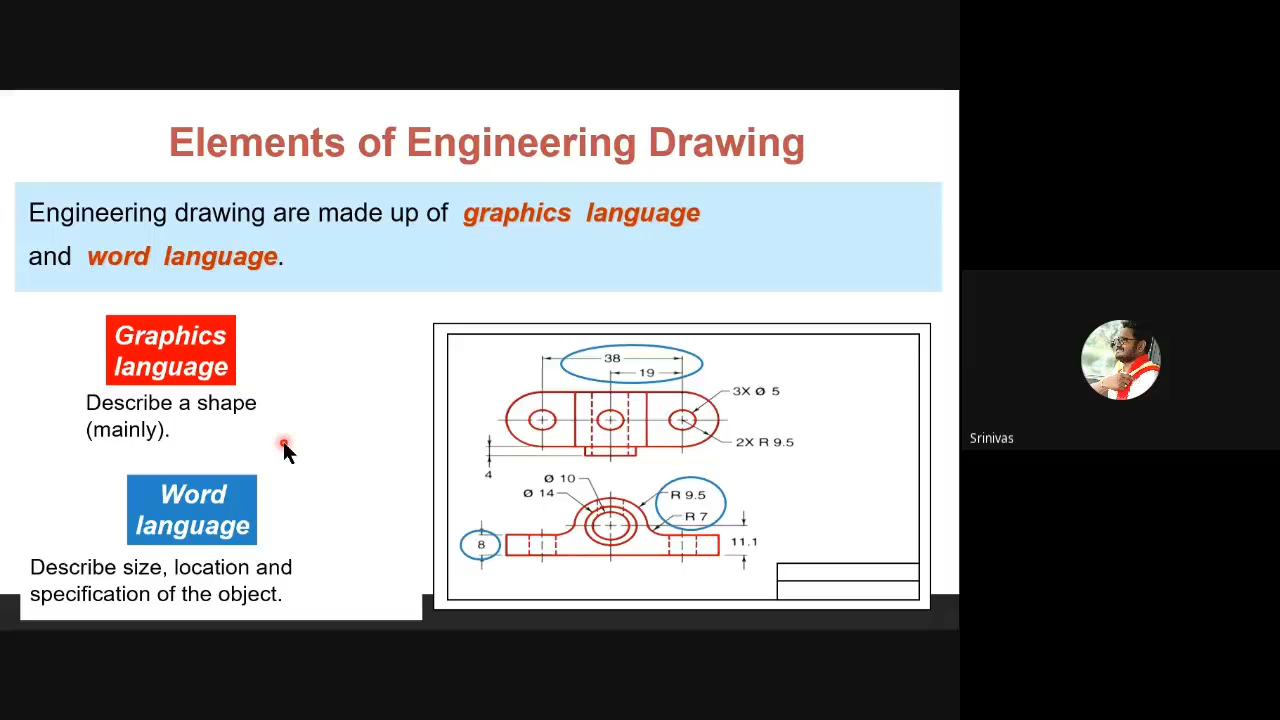 Elements of Engineering Drawing
Engineering drawing are made up of graphics language
and word language.
Graphics
language
Describe a shape
(mainly).
Word
language
Describe size, location and
specification of the object.
38
19
3X Ø 5
2X R 9.5
4
Ø 10
Ø 14
R 9.5
R 7
8
11.1
Srinivas